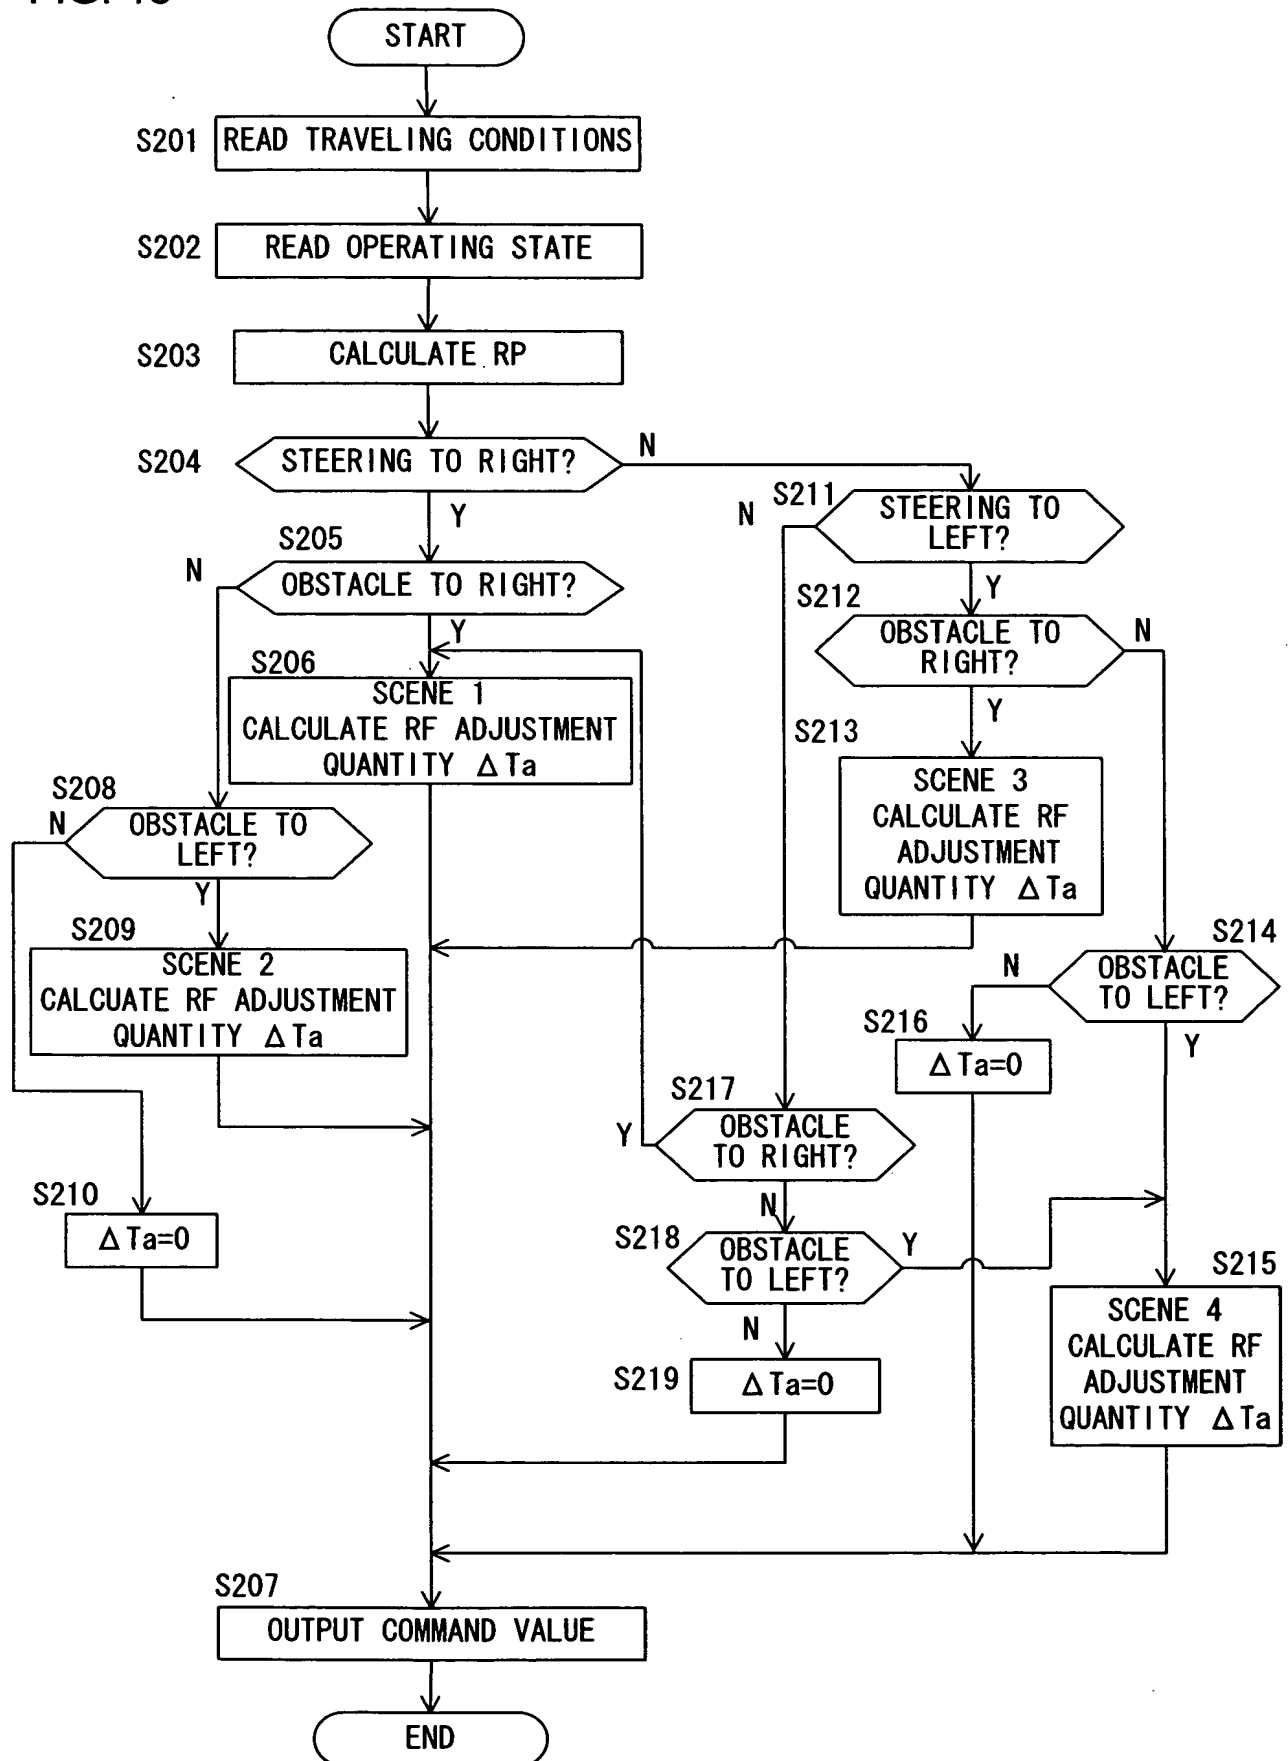 START
S201
READ TRAVELING CONDITIONS
S202
READ OPERATING STATE
S203
CALCULATE RP
S204
STEERING TO RIGHT?
N
Y
S205
OBSTACLE TO RIGHT?
N
Y
S206
SCENE 1
CALCULATE RF ADJUSTMENT
QUANTITY ΔTa
S208
OBSTACLE TO
LEFT?
N
Y
S209
SCENE 2
CALCUATE RF ADJUSTMENT
QUANTITY ΔTa
S210
ΔTa=0
S211
STEERING TO
LEFT?
N
Y
S212
OBSTACLE TO
RIGHT?
N
Y
S213
SCENE 3
CALCULATE RF
ADJUSTMENT
QUANTITY ΔTa
S214
OBSTACLE
TO LEFT?
N
Y
S216
ΔTa=0
S217
OBSTACLE
TO RIGHT?
Y
N
S218
OBSTACLE
TO LEFT?
Y
N
S219
ΔTa=0
S215
SCENE 4
CALCULATE RF
ADJUSTMENT
QUANTITY ΔTa
S207
OUTPUT COMMAND VALUE
END